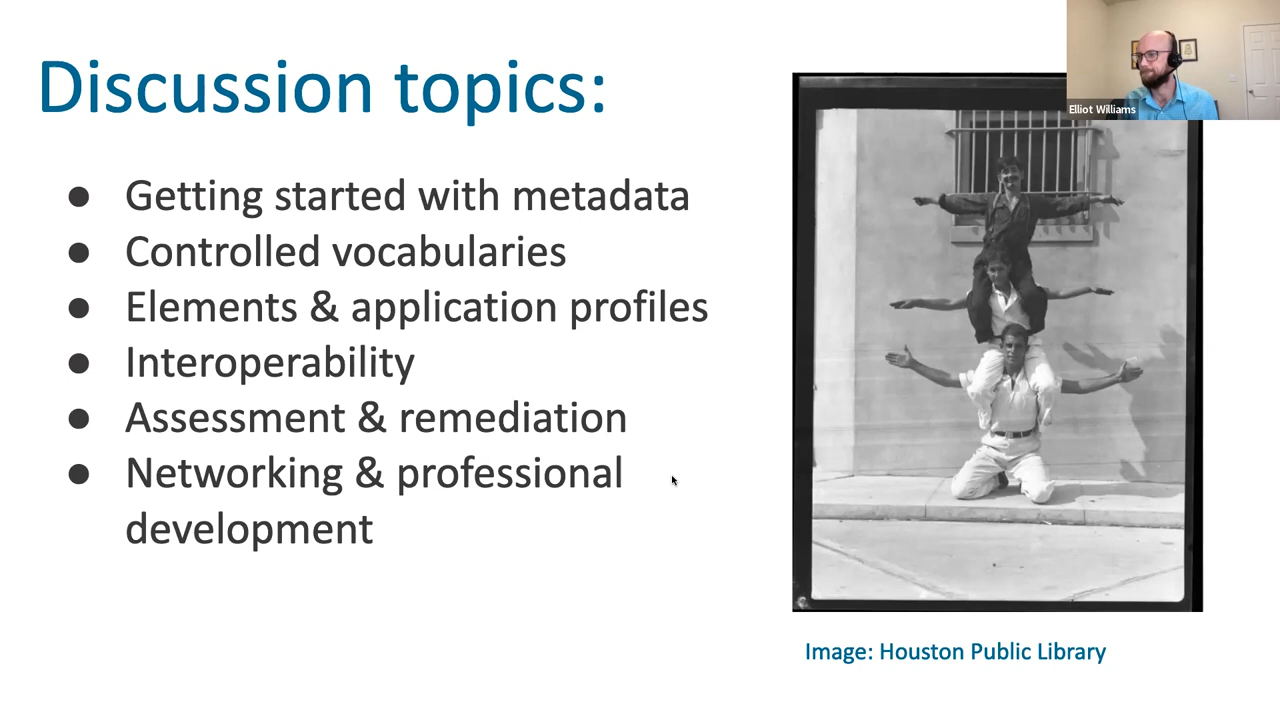 Discussion topics:
Elliot Williams
● Getting started with metadata
● Controlled vocabularies
● Elements & application profiles
● Interoperability
● Assessment & remediation
● Networking & professional
development
Image: Houston Public Library